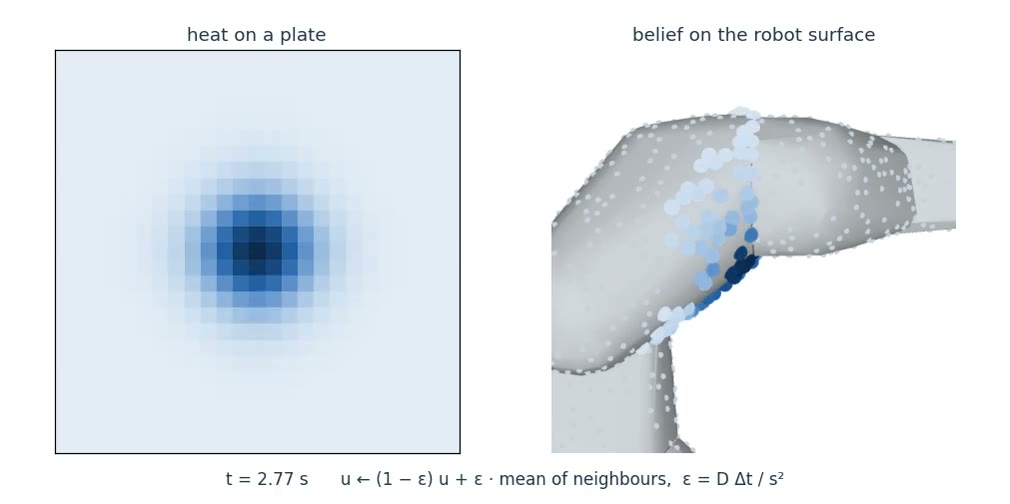 heat on a plate
belief on the robot surface
t = 2.77 s u ← (1 − ε) u + ε · mean of neighbours, ε = D Δt / s²